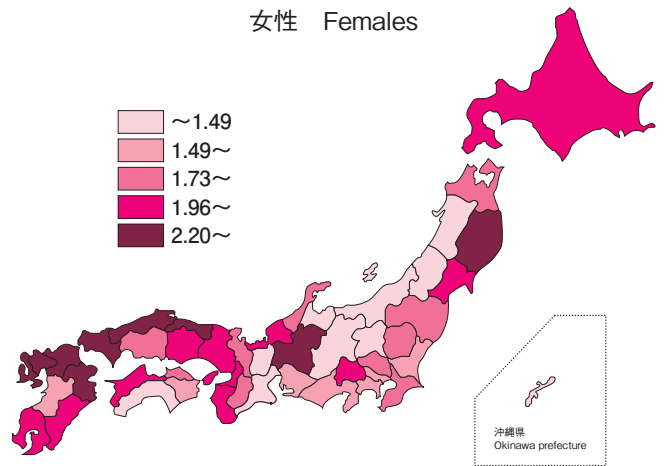 女性　Females
～1.49
1.49～
1.73～
1.96～
2.20～
沖縄県
Okinawa prefecture